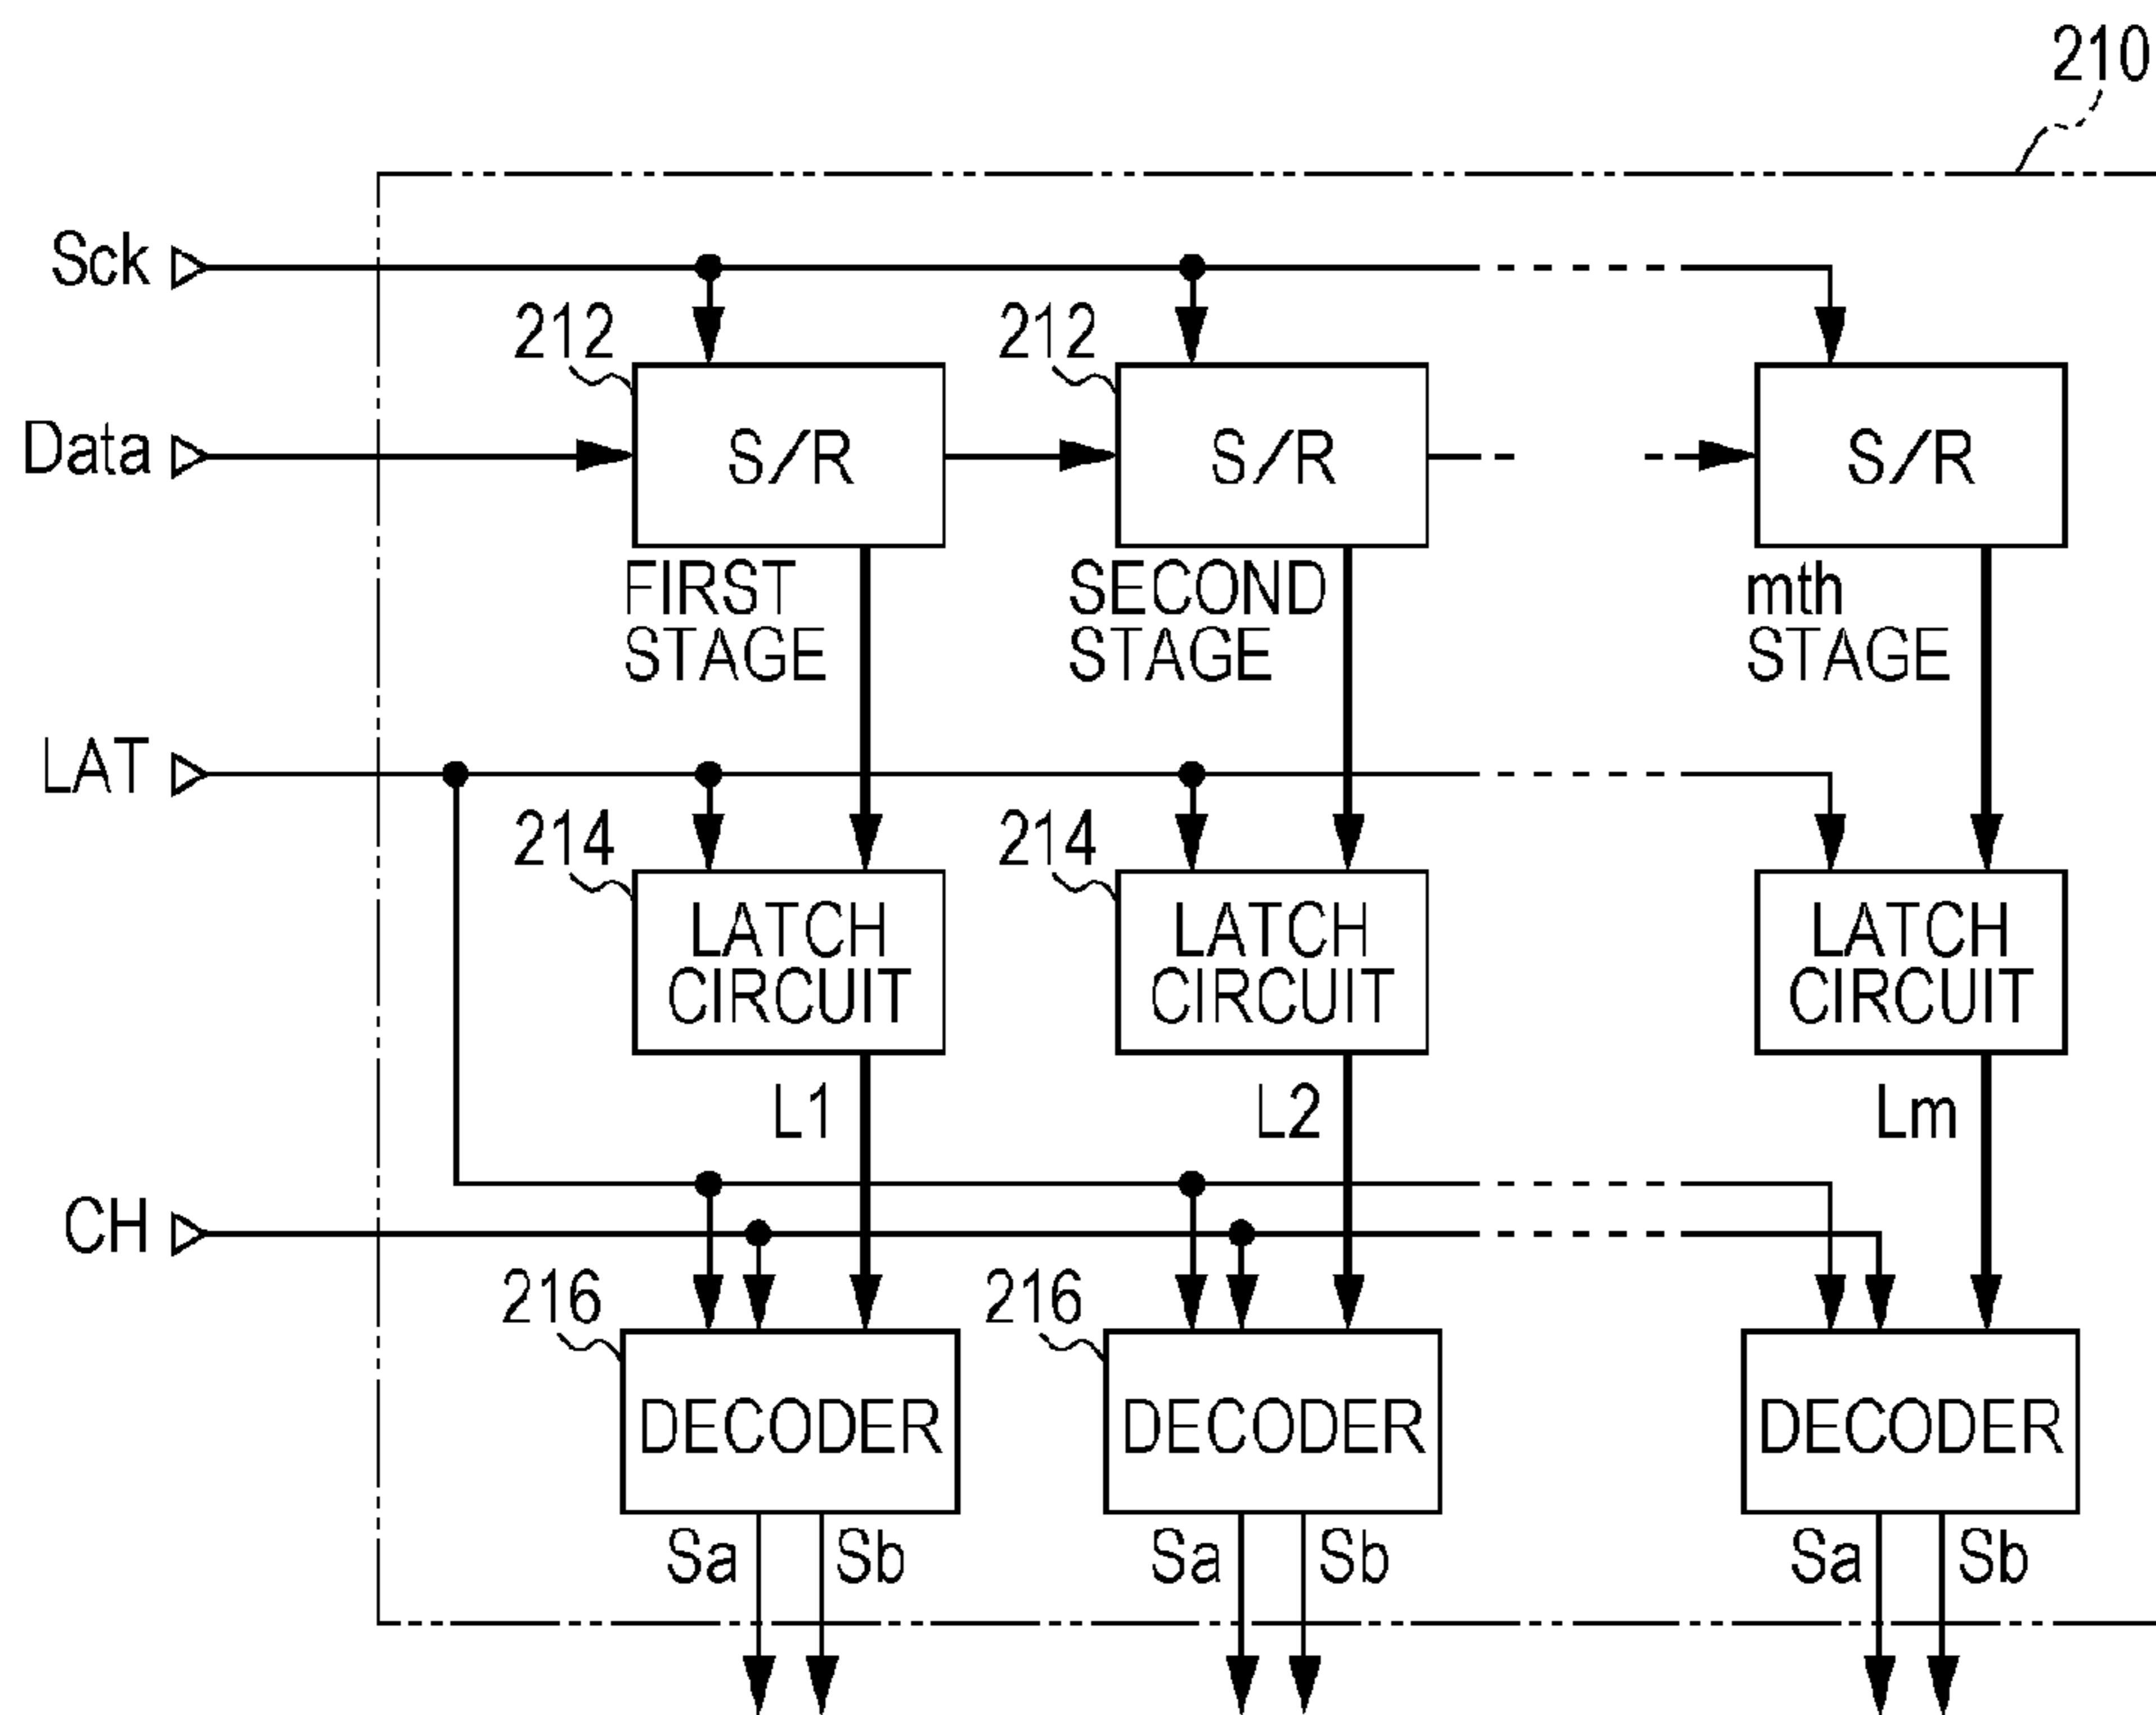 210
Sck
212
212
Data
S/R
S/R
S/R
FIRST
STAGE
SECOND
STAGE
mth
STAGE
LAT
214
214
LATCH
CIRCUIT
LATCH
CIRCUIT
LATCH
CIRCUIT
L1
L2
Lm
CH
216
216
DECODER
DECODER
DECODER
Sa
Sb
Sa
Sb
Sa
Sb